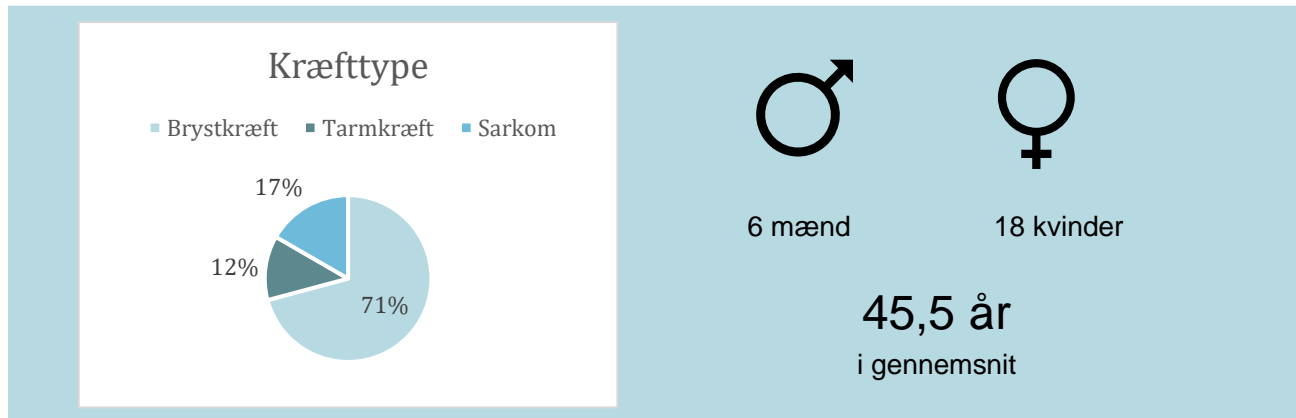 Kræfttype
Brystkræft Tarmkræft Sarkom
17%
12%
71%
6 mænd
18 kvinder
45,5 år
i gennemsnit